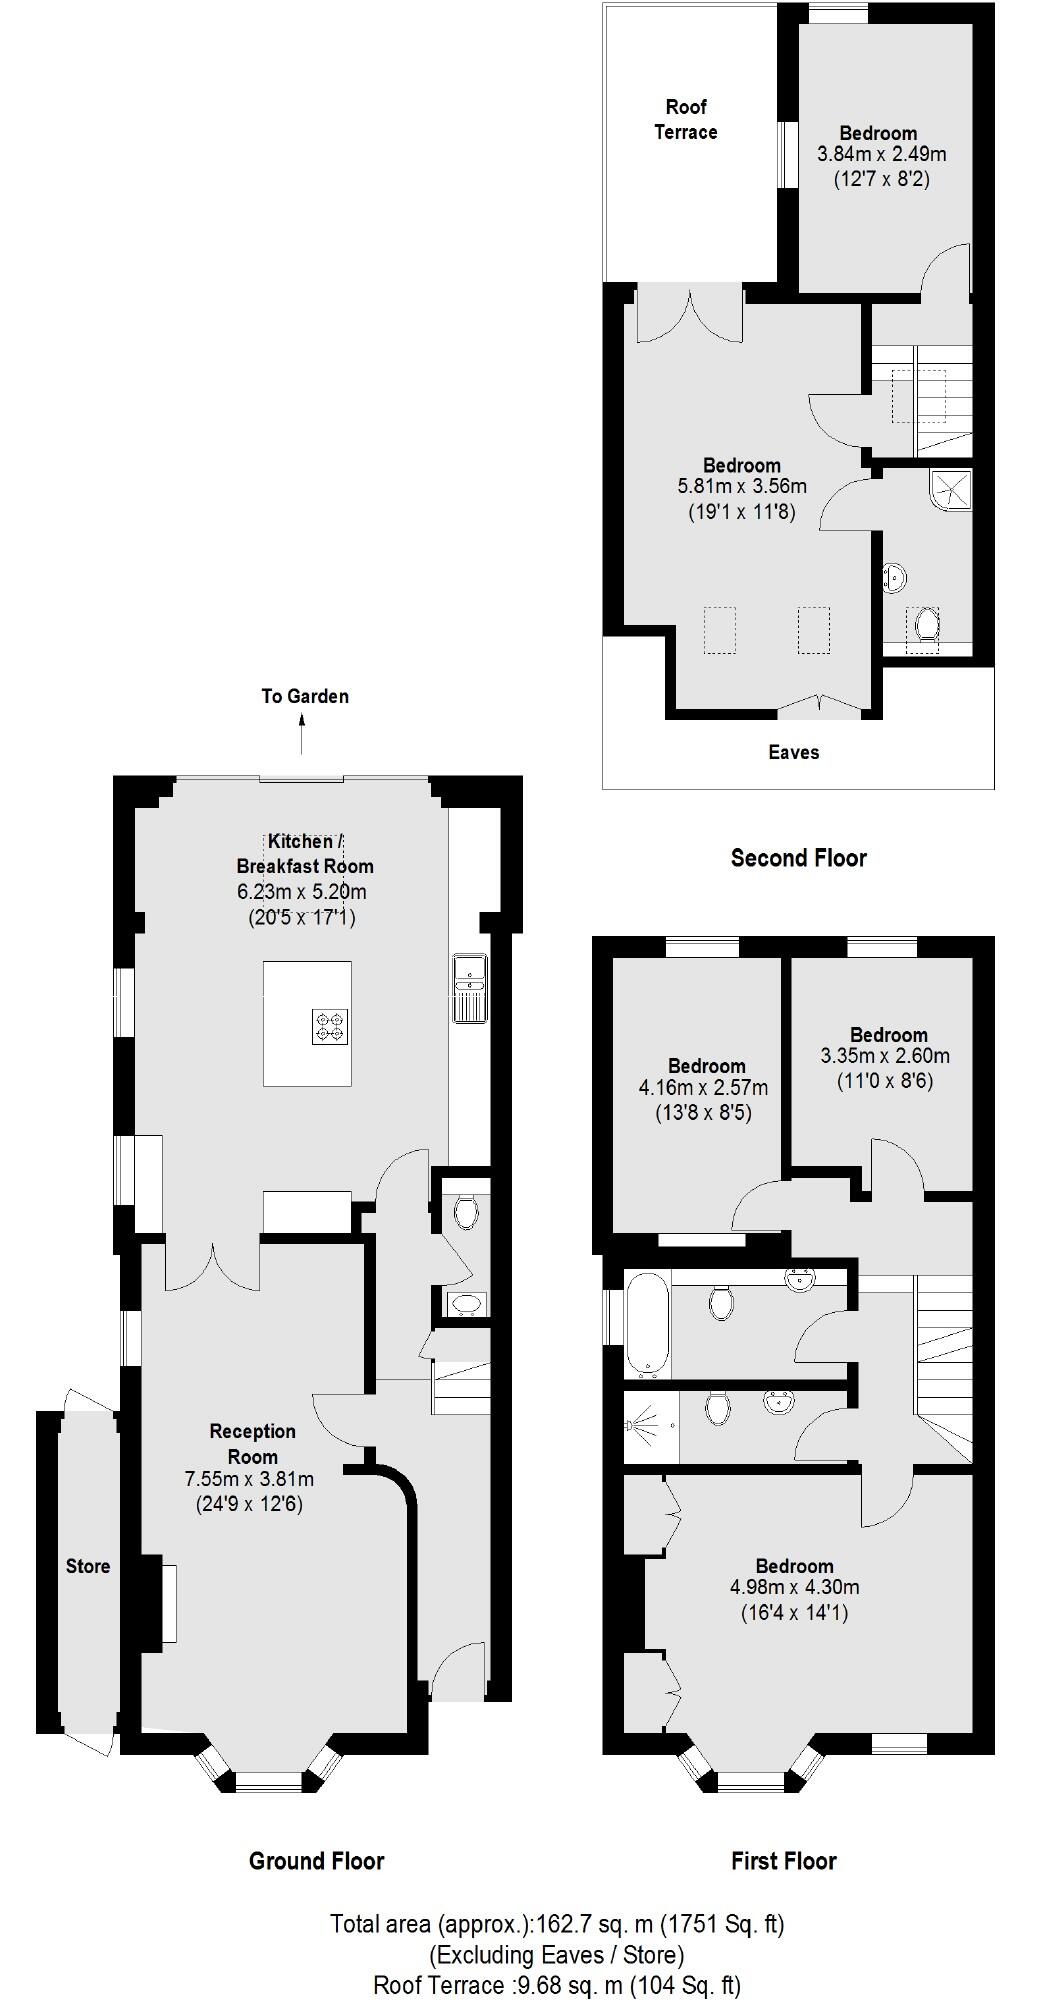 Roof
Terrace
Bedroom
3.84m x 2.49m
(12'7 x 8'2)
Bedroom
5.81m x 3.56m
(19'1 x 11'8)
Eaves
Second Floor
To Garden
Kitchen /
Breakfast Room
6.23m x 5.20m
(20'5 x 17'1)
Reception
Room
7.55m x 3.81m
(24'9 x 12'6)
Store
Ground Floor
Bedroom
4.16m x 2.57m
(13'8 x 8'5)
Bedroom
3.35m x 2.60m
(11'0 x 8'6)
Bedroom
4.98m x 4.30m
(16'4 x 14'1)
First Floor
Total area (approx.):162.7 sq. m (1751 Sq. ft)
(Excluding Eaves / Store)
Roof Terrace :9.68 sq. m (104 Sq. ft)